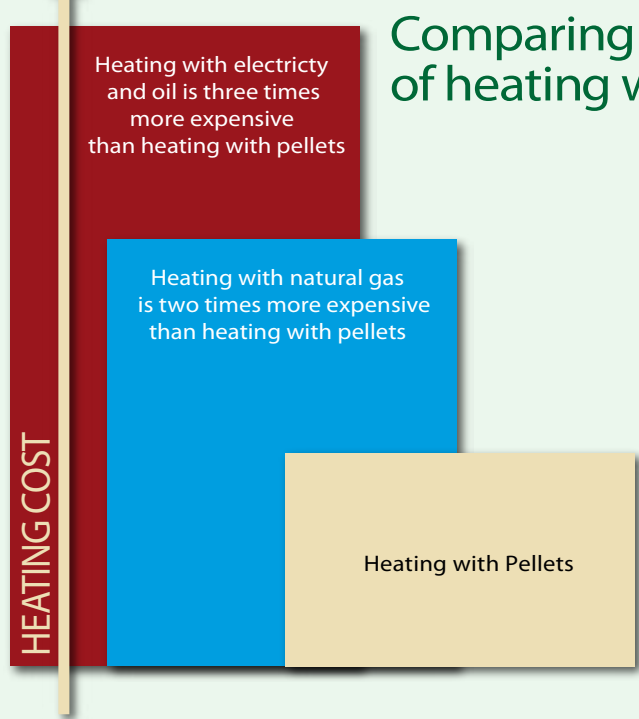 Comparing
of heating
Heating with electricty
and oil is three times
more expensive
than heating with pellets
Heating with natural gas
is two times more expensive
than heating with pellets
Heating with Pellets
HEATING COST